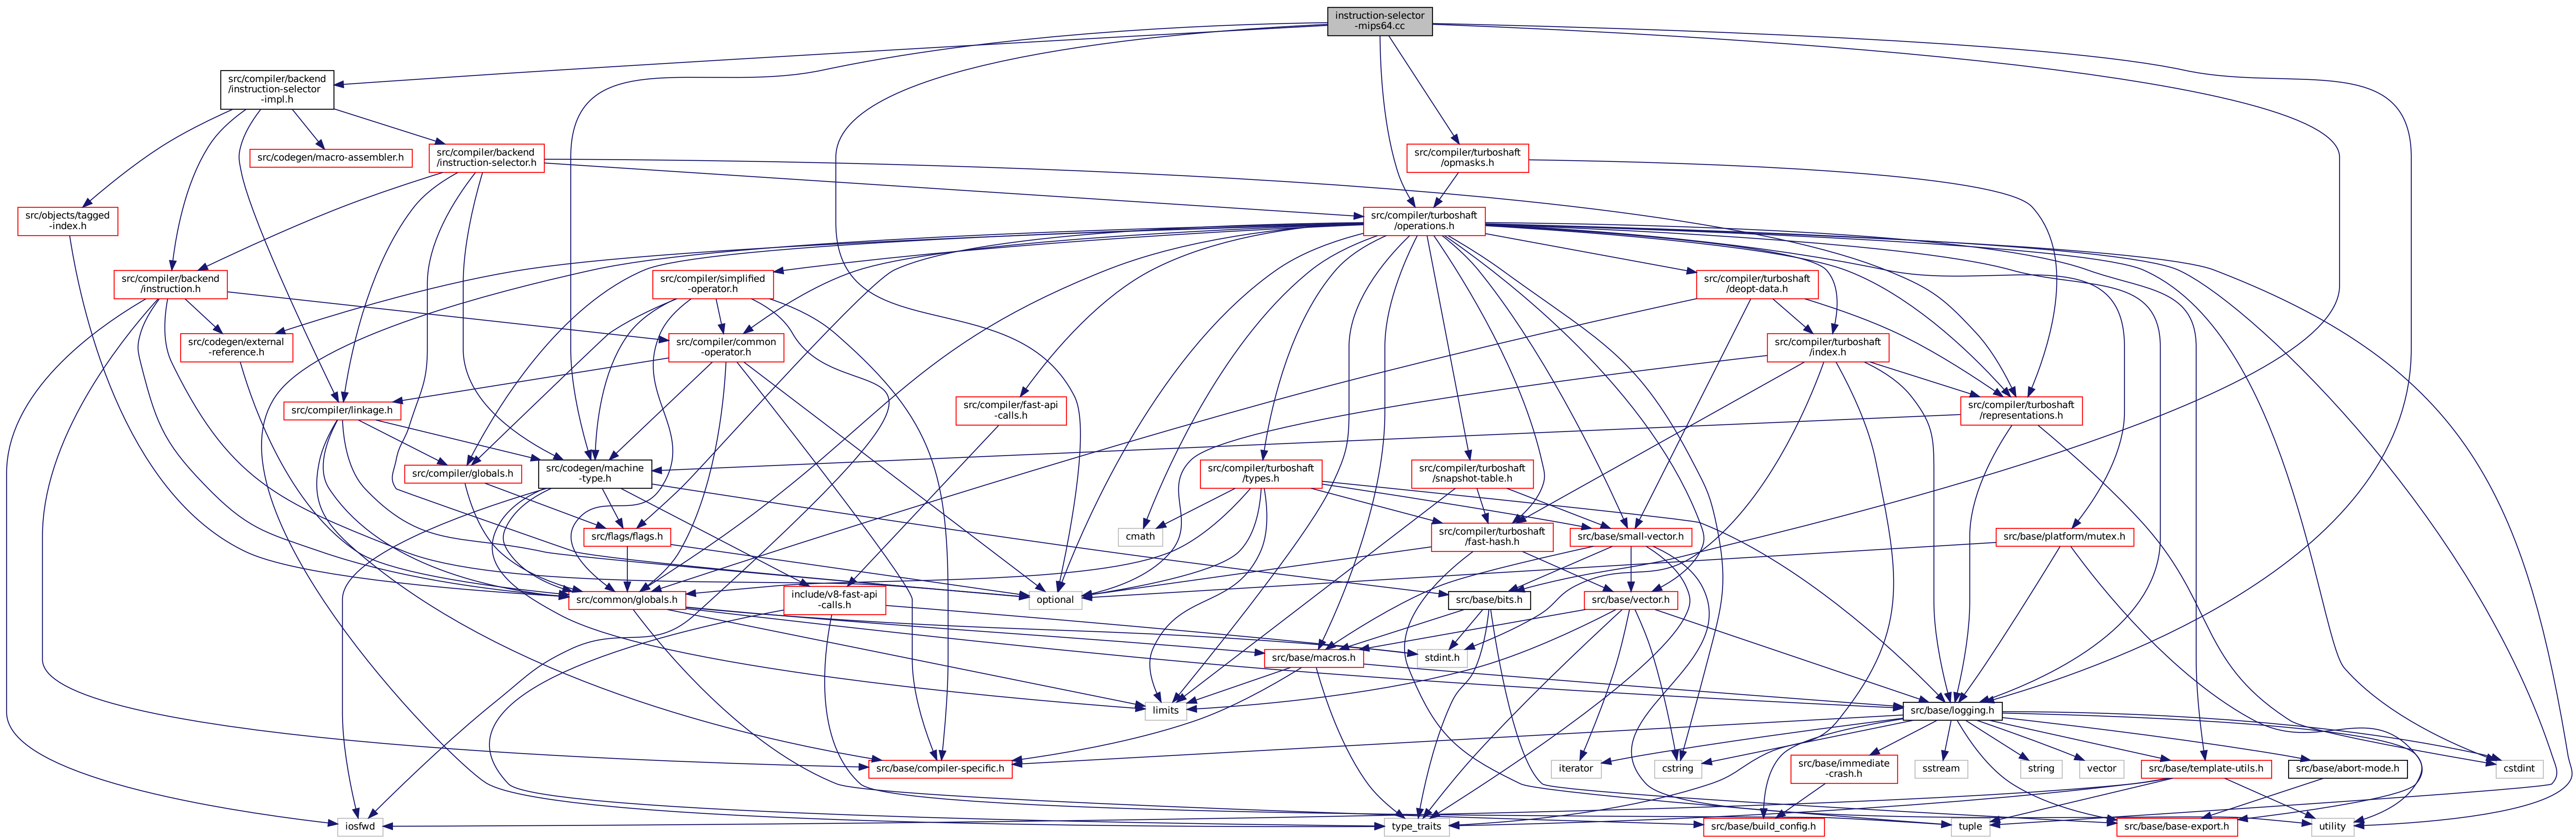 instruction-selector
-mips64.cc
src/compiler/backend
/instruction-selector
-impl.h
src/codegen/macro-assembler.h
src/compiler/backend
/instruction-selector.h
src/compiler/turboshaft
/opmasks.h
src/objects/tagged
-index.h
src/compiler/turboshaft
/operations.h
src/compiler/backend
/instruction.h
src/compiler/simplified
-operator.h
src/compiler/turboshaft
/deopt-data.h
src/codegen/external
-reference.h
src/compiler/common
-operator.h
src/compiler/turboshaft
/index.h
src/compiler/linkage.h
src/compiler/fast-api
-calls.h
src/compiler/turboshaft
/representations.h
src/compiler/globals.h
src/codegen/machine
-type.h
src/compiler/turboshaft
/types.h
src/compiler/turboshaft
/snapshot-table.h
src/flags/flags.h
cmath
src/compiler/turboshaft
/fast-hash.h
src/base/small-vector.h
src/base/platform/mutex.h
src/common/globals.h
include/v8-fast-api
-calls.h
optional
src/base/bits.h
src/base/vector.h
src/base/macros.h
stdint.h
limits
src/base/logging.h
src/base/compiler-specific.h
iterator
cstring
src/base/immediate
-crash.h
sstream
string
vector
src/base/template-utils.h
src/base/abort-mode.h
cstdint
iosfwd
type_traits
src/base/build_config.h
tuple
src/base/base-export.h
utility